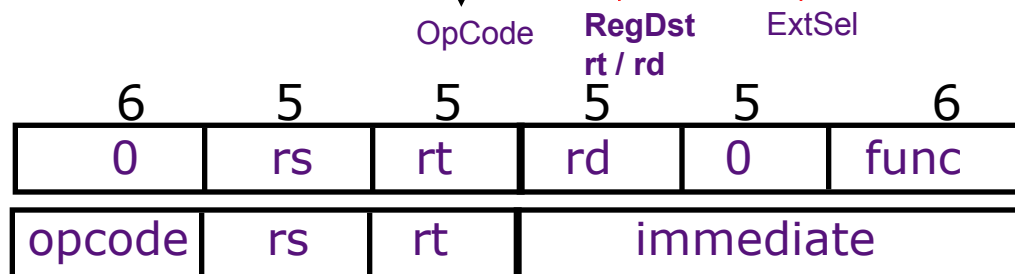 OpCode RegDst ExtSel
rt / rd
6 5 5 5 5 6
0 rs rt rd 0 func
opcode rs rt immediate